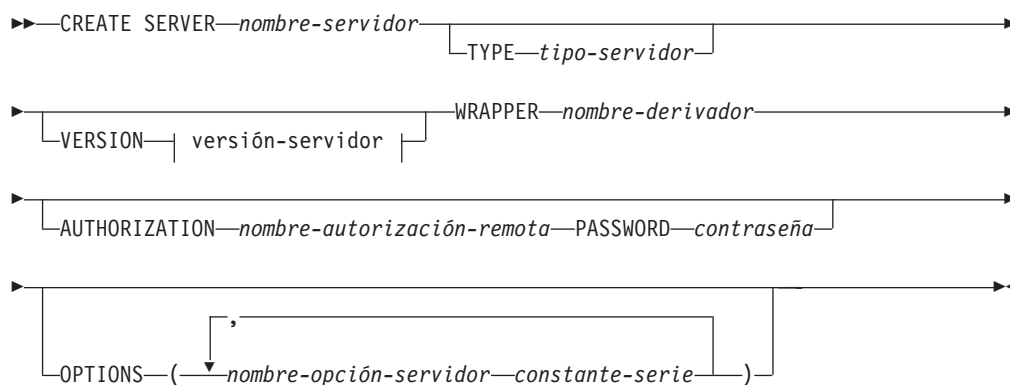 CREATE SERVER nombre-servidor
TYPE tipo-servidor
WRAPPER nombre-derivador
VERSION versión-servidor
AUTHORIZATION nombre-autorización-remota PASSWORD contraseña
,
OPTIONS ( nombre-opción-servidor constante-serie )